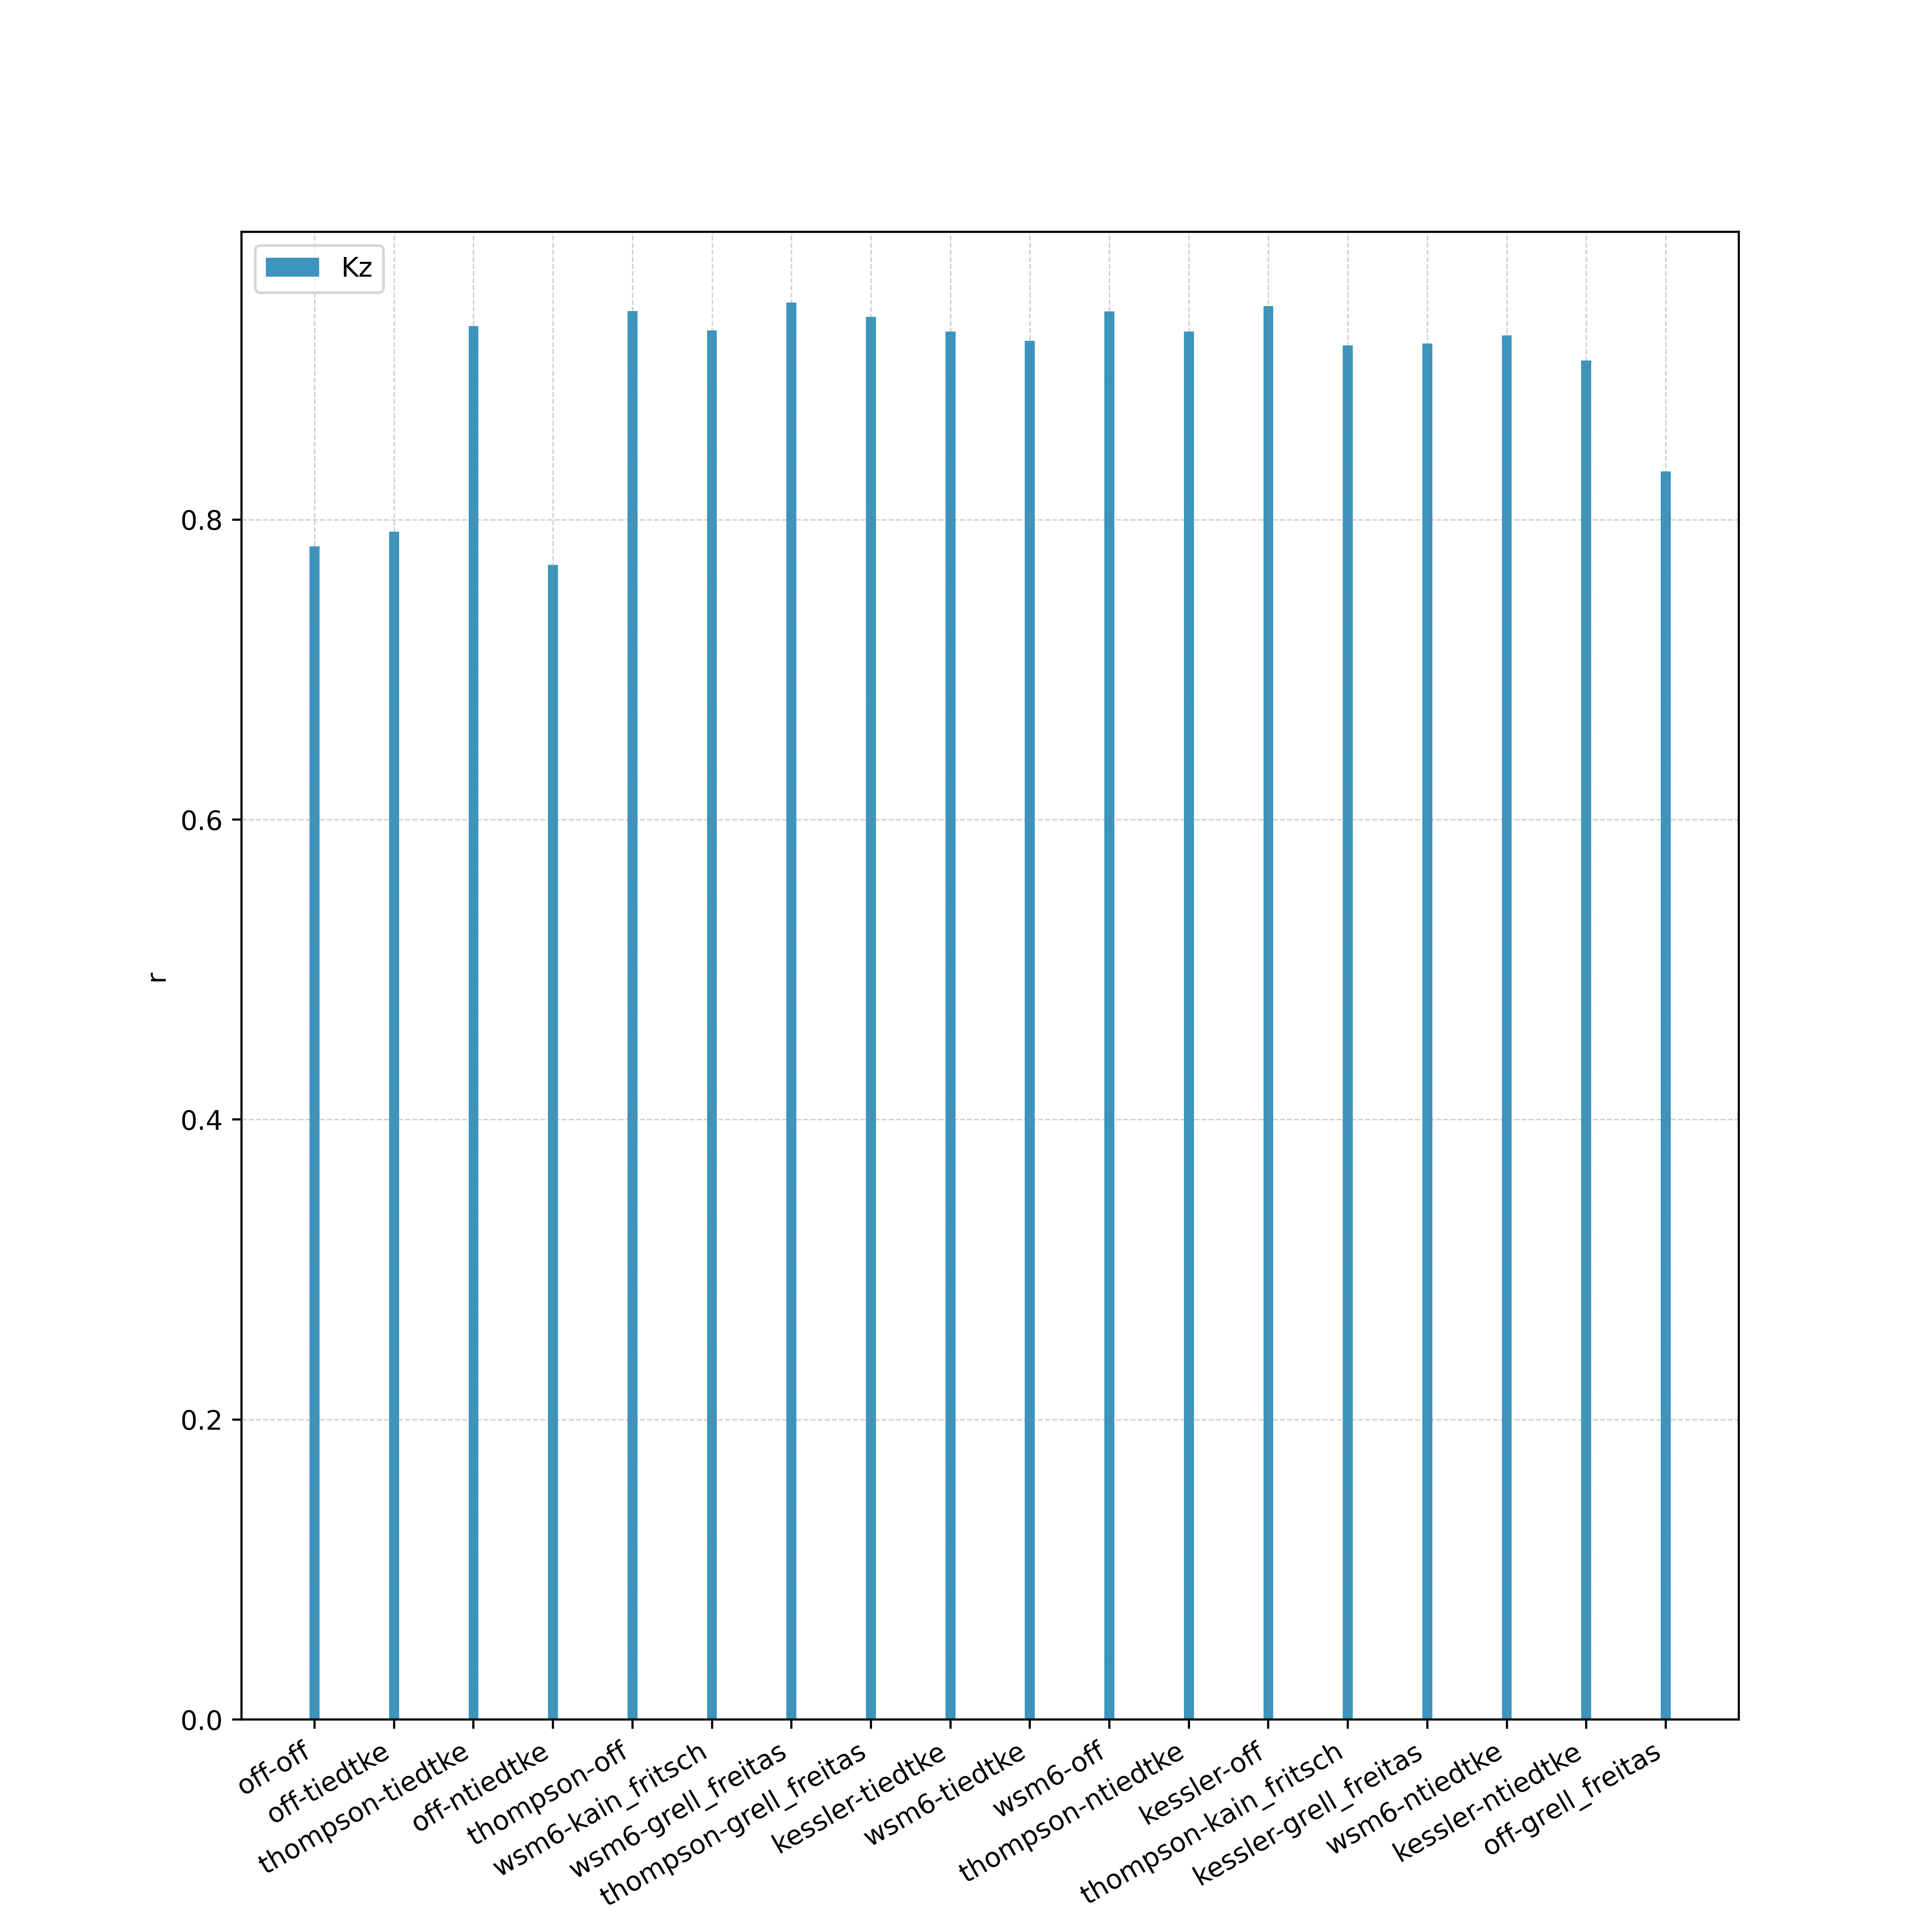 Kz
0.8
0.6
0.4
0.2
0.0
r
off-off
off-tiedtke
thompson-tiedtke
off-ntiedtke
thompson-off
wsm6-kain_fritsch
wsm6-grell_freitas
thompson-grell_freitas
kessler-tiedtke
wsm6-tiedtke
wsm6-off
thompson-ntiedtke
kessler-off
thompson-kain_fritsch
kessler-grell_freitas
wsm6-ntiedtke
kessler-ntiedtke
off-grell_freitas